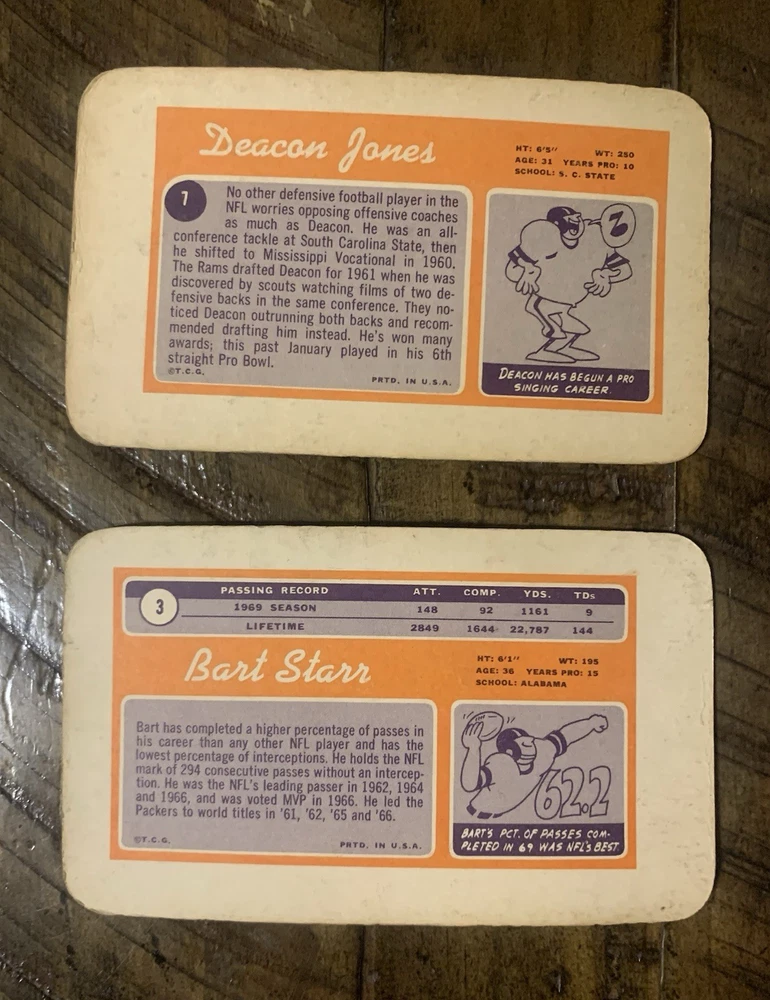 Deacon Jones
HT: 6'5" WT: 250
AGE: 31 YEARS PRO: 10
SCHOOL: S. C. STATE
7
No other defensive football player in the
NFL worries opposing offensive coaches
as much as Deacon. He was an all-
conference tackle at South Carolina State, then
he shifted to Mississippi Vocational in 1960.
The Rams drafted Deacon for 1961 when he was
discovered by scouts watching films of two de-
fensive backs in the same conference. They no-
ticed Deacon outrunning both backs and recom-
mended drafting him instead. He's won many
awards; this past January played in his 6th
straight Pro Bowl.
©T.C.G. PRTD. IN U.S.A.
DEACON HAS BEGUN A PRO
SINGING CAREER.
3
PASSING RECORD ATT. COMP. YDS. TDs
1969 SEASON 148 92 1161 9
LIFETIME 2849 1644 22,787 144
Bart Starr
HT: 6'1" WT: 195
AGE: 36 YEARS PRO: 15
SCHOOL: ALABAMA
Bart has completed a higher percentage of passes in
his career than any other NFL player and has the
lowest percentage of interceptions. He holds the NFL
mark of 294 consecutive passes without an intercep-
tion. He was the NFL's leading passer in 1962, 1964
and 1966, and was voted MVP in 1966. He led the
Packers to world titles in '61, '62, '65 and '66.
©T.C.G. PRTD. IN U.S.A.
62.2
BART'S PCT. OF PASSES COM-
PLETED IN 69 WAS NFL'S BEST